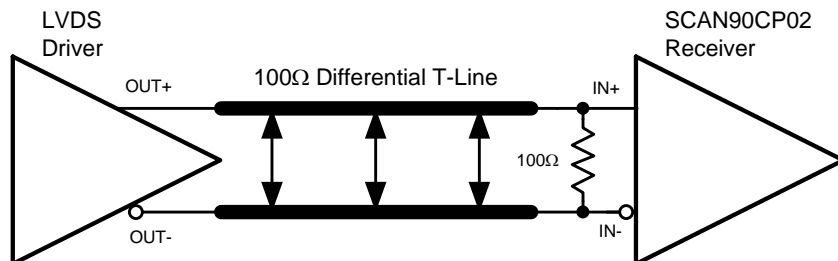 LVDS
Driver
SCAN90CP02
Receiver
100Ω Differential T-Line
OUT+
IN+
100Ω
OUT-
IN-